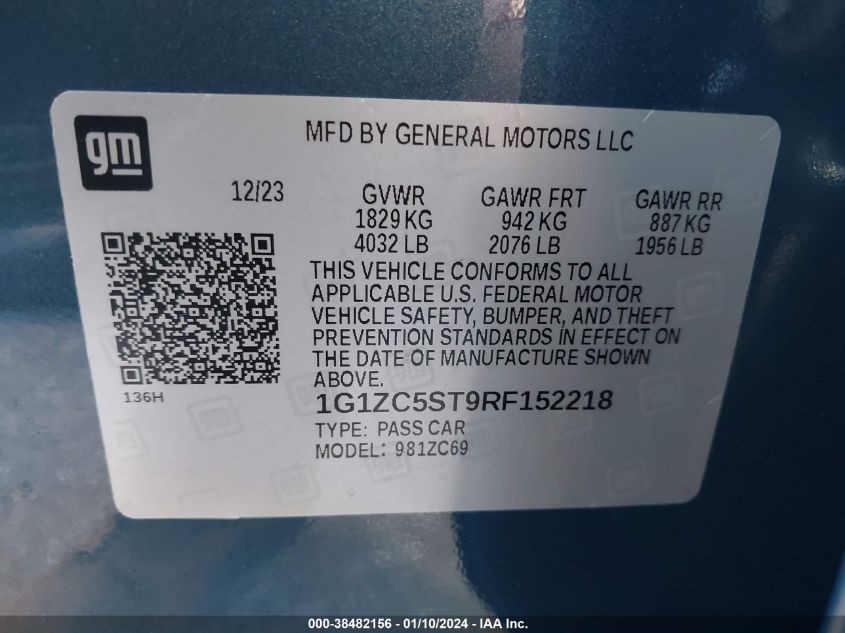 gm
MFD BY GENERAL MOTORS LLC
12/23
GVWR
1829 KG
4032 LB
GAWR FRT
942 KG
2076 LB
GAWR RR
887 KG
1956 LB
THIS VEHICLE CONFORMS TO ALL
APPLICABLE U.S. FEDERAL MOTOR
VEHICLE SAFETY, BUMPER, AND THEFT
PREVENTION STANDARDS IN EFFECT ON
THE DATE OF MANUFACTURE SHOWN
ABOVE.
136H
1G1ZC5ST9RF152218
TYPE: PASS CAR
MODEL: 981ZC69
000-38482156 - 01/10/2024 - IAA Inc.